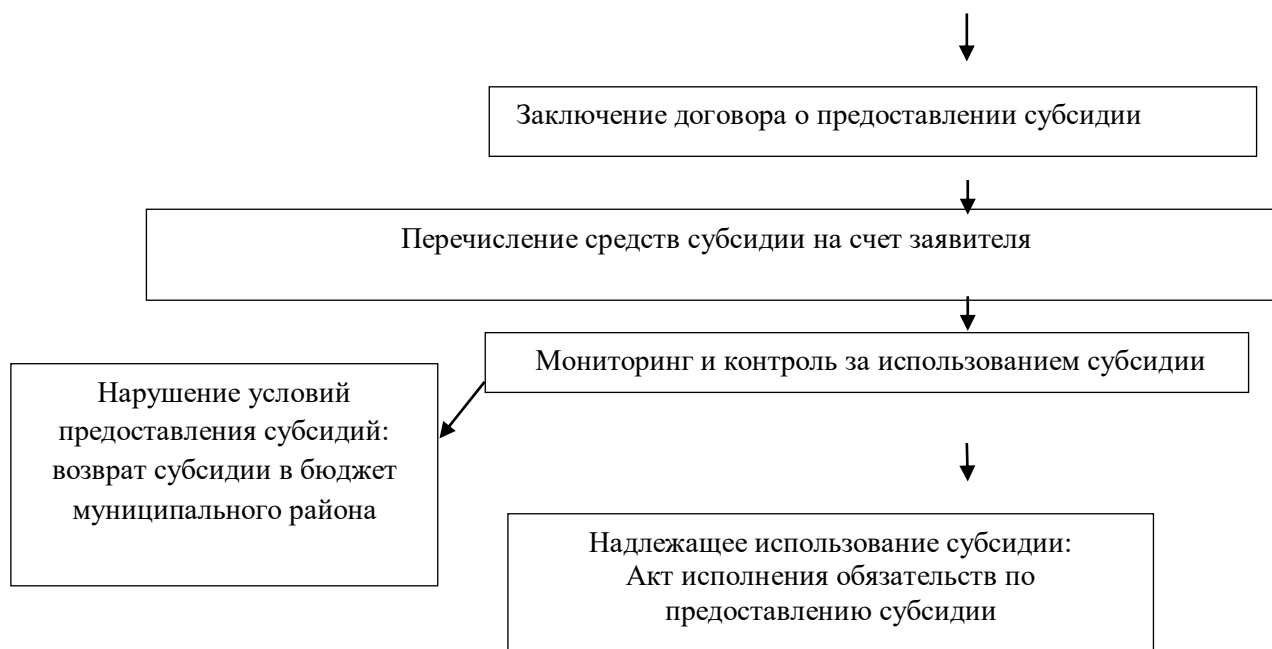 Заключение договора о предоставлении субсидии
Перечисление средств субсидии на счет заявителя
Мониторинг и контроль за использованием субсидии
Нарушение условий
предоставления субсидий:
возврат субсидии в бюджет
муниципального района
Надлежащее использование субсидии:
Акт исполнения обязательств по
предоставлению субсидии